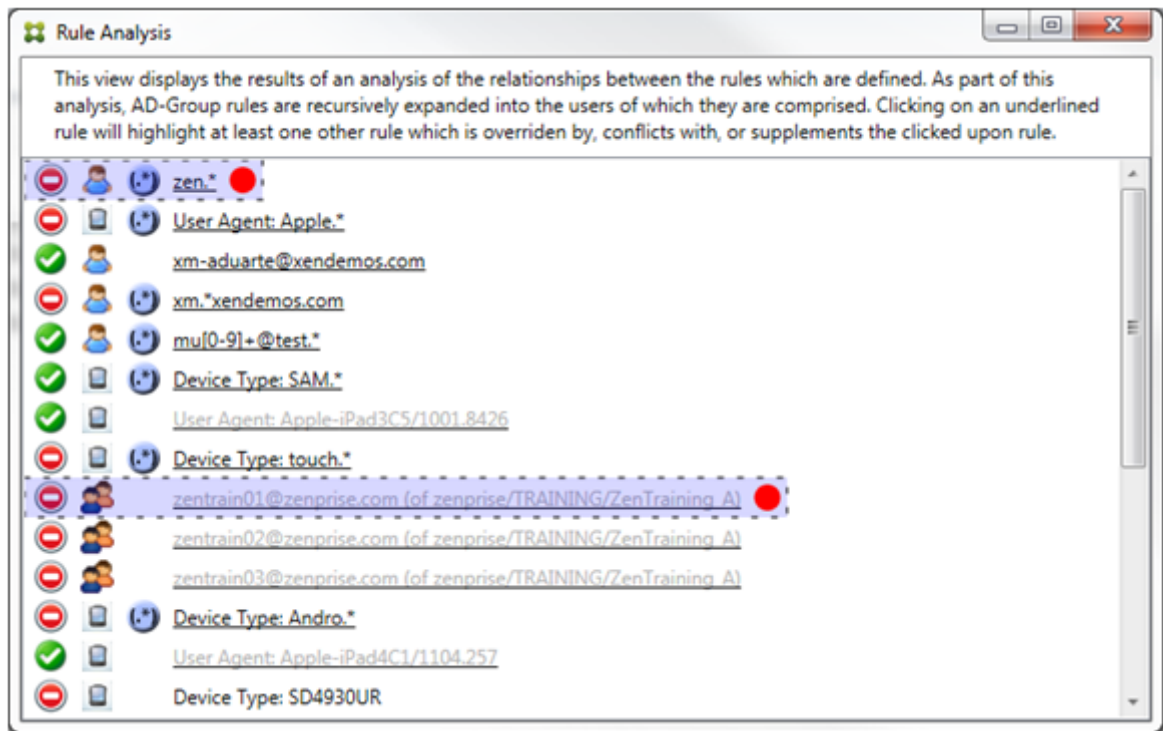 Rule Analysis
This view displays the results of an analysis of the relationships between the rules which are defined. As part of this
analysis, AD-Group rules are recursively expanded into the users of which they are comprised. Clicking on an underlined
rule will highlight at least one other rule which is overriden by, conflicts with, or supplements the clicked upon rule.
(.*) zen.*
(.*) User Agent: Apple.*
xm-aduarte@xendemos.com
(.*) xm.*xendemos.com
(.*) mu[0-9]+@test.*
(.*) Device Type: SAM.*
User Agent: Apple-iPad3C5/1001.8426
(.*) Device Type: touch.*
zentrain01@zenprise.com (of zenprise/TRAINING/ZenTraining_A)
zentrain02@zenprise.com (of zenprise/TRAINING/ZenTraining_A)
zentrain03@zenprise.com (of zenprise/TRAINING/ZenTraining_A)
(.*) Device Type: Andro.*
User Agent: Apple-iPad4C1/1104.257
Device Type: SD4930UR